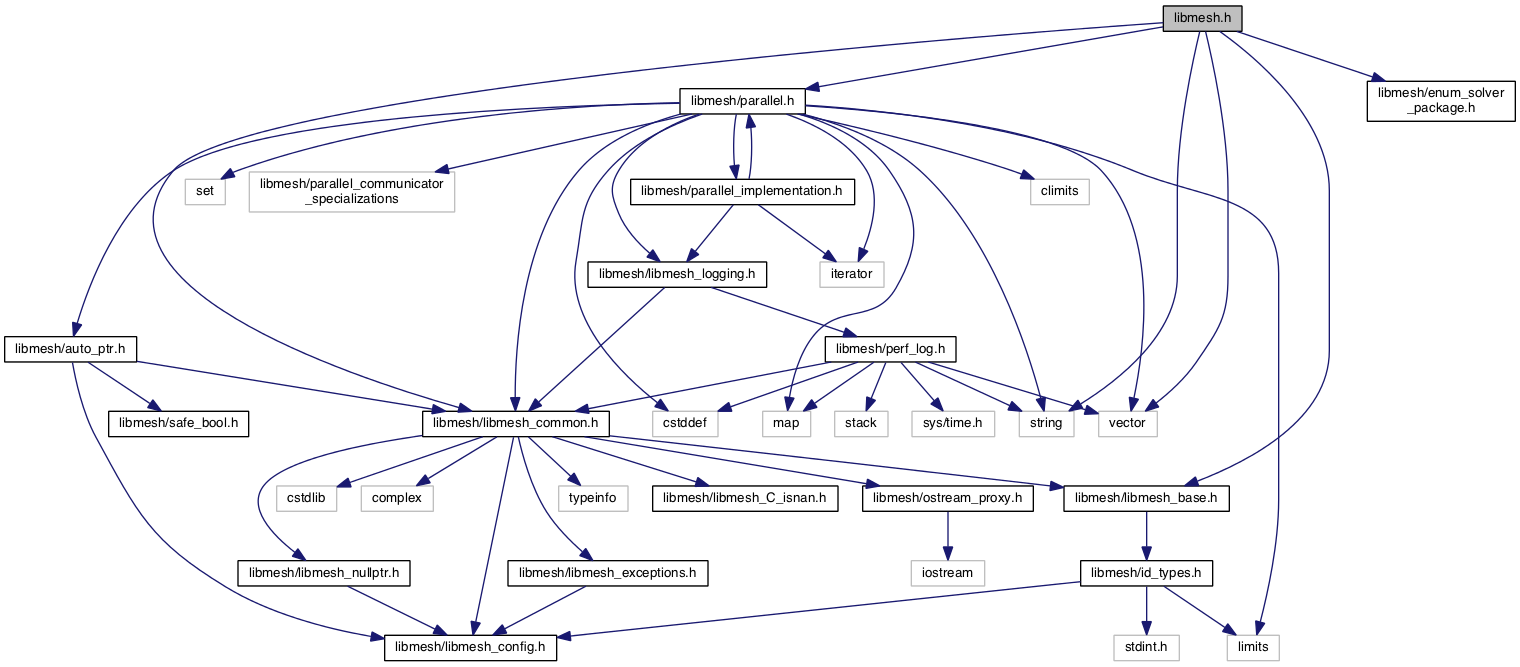 libmesh.h
libmesh/parallel.h
libmesh/enum_solver
_package.h
set
libmesh/parallel_communicator
_specializations
libmesh/parallel_implementation.h
climits
libmesh/libmesh_logging.h
iterator
libmesh/auto_ptr.h
libmesh/perf_log.h
libmesh/safe_bool.h
libmesh/libmesh_common.h
cstddef
map
stack
sys/time.h
string
vector
cstdlib
complex
typeinfo
libmesh/libmesh_C_isnan.h
libmesh/ostream_proxy.h
libmesh/libmesh_base.h
libmesh/libmesh_nullptr.h
libmesh/libmesh_exceptions.h
iostream
libmesh/id_types.h
libmesh/libmesh_config.h
stdint.h
limits